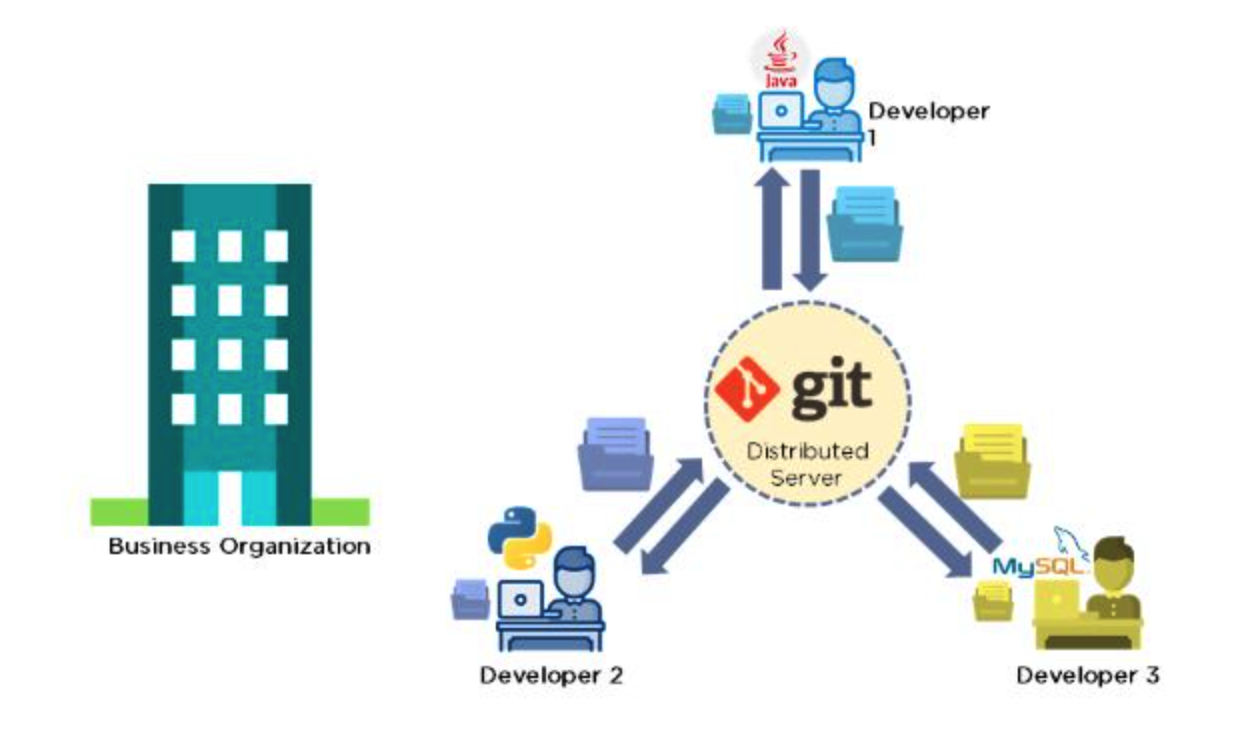 Java
Developer
1
git
Distributed
Server
Business Organization
MySQL
Developer 2
Developer 3